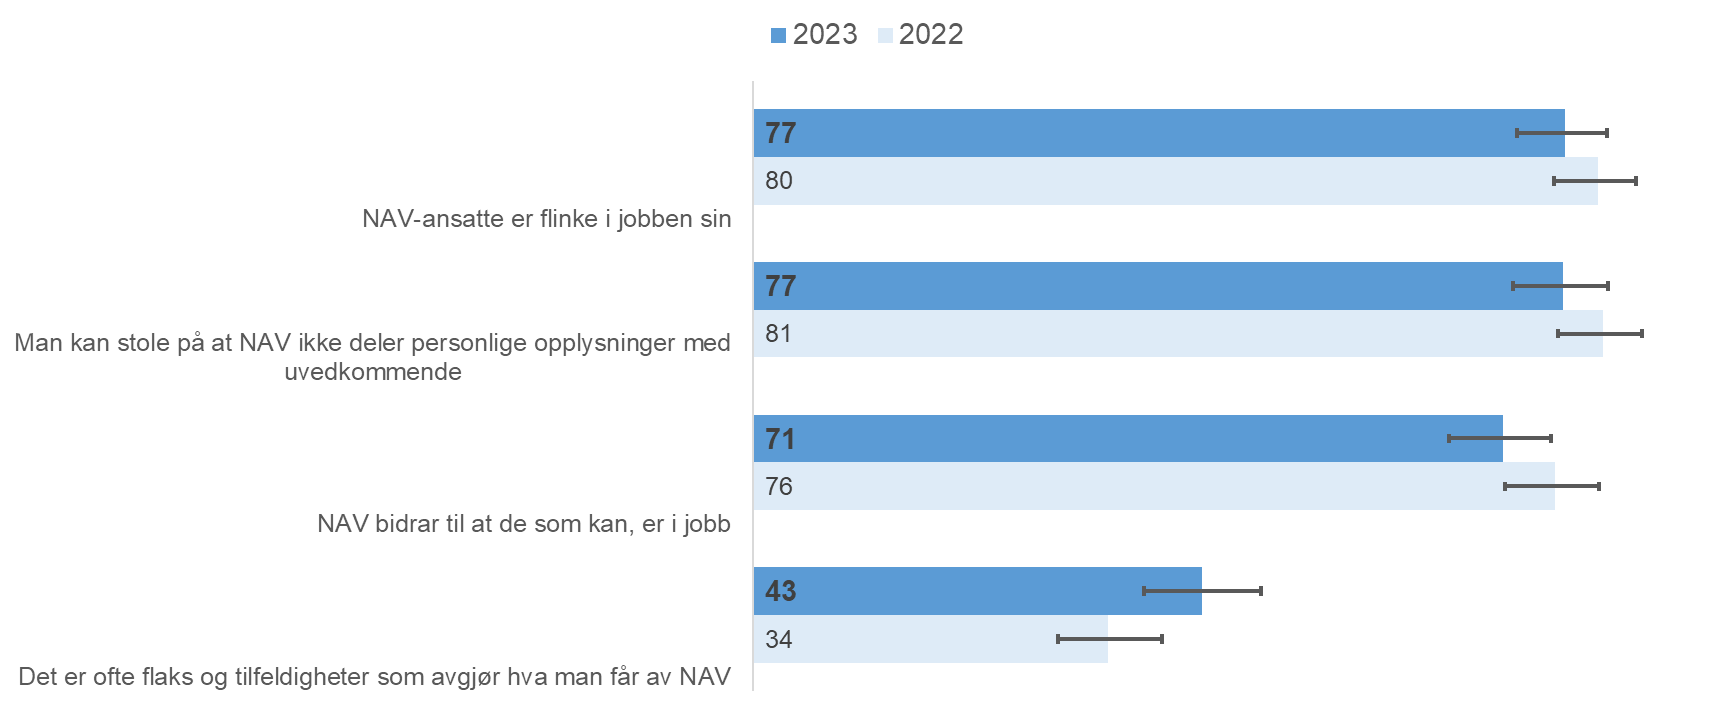 2023 2022
77
80
NAV-ansatte er flinke i jobben sin
77
81
Man kan stole på at NAV ikke deler personlige opplysninger med
uvedkommende
71
76
NAV bidrar til at de som kan, er i jobb
43
34
Det er ofte flaks og tilfeldigheter som avgjør hva man får av NAV